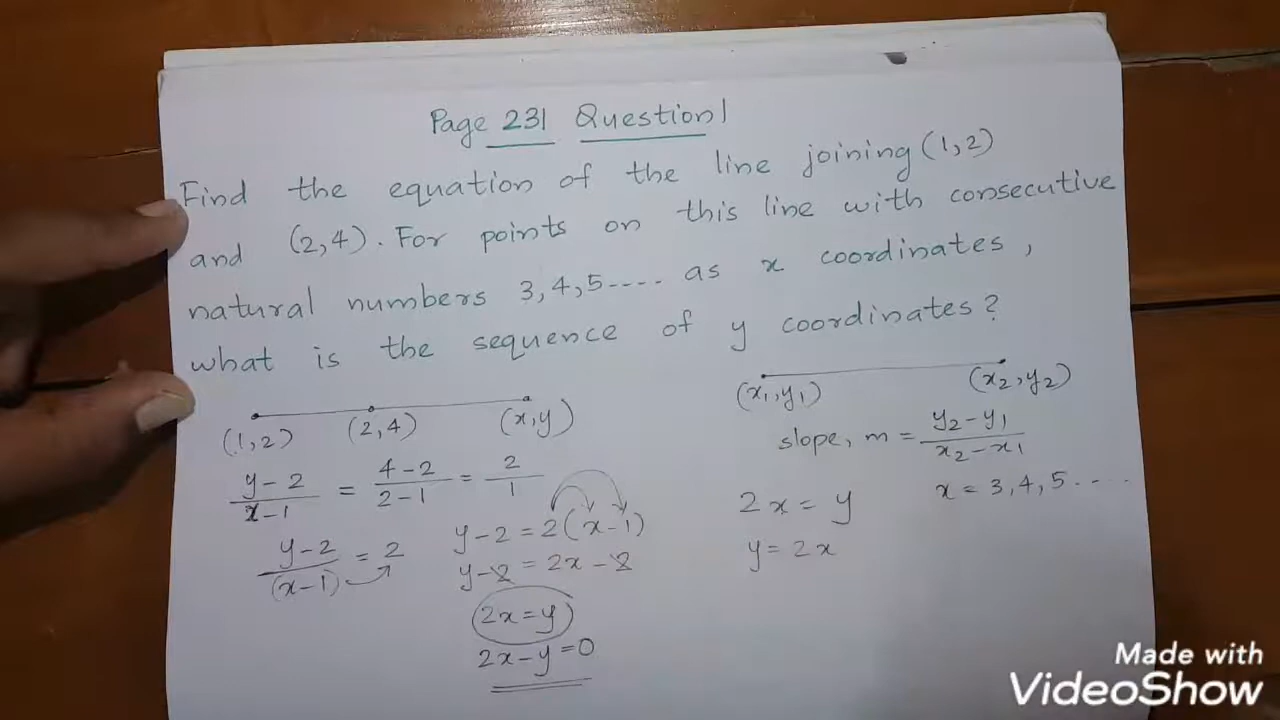 Page 231 Question 1
Find the equation of the line joining (1,2)
and (2,4). For points on this line with consecutive
natural numbers 3,4,5---- as x coordinates,
what is the sequence of y coordinates?
(1,2) (2,4) (x,y)
y-2/x-1 = 4-2/2-1 = 2/1
y-2/(x-1) = 2
y-2 = 2(x-1)
y-2 = 2x-2
2x=y
2x-y=0
(x₁,y₁) (x₂,y₂)
slope, m = y₂-y₁/x₂-x₁
2x = y
x = 3,4,5----
y = 2x
Made with
VideoShow